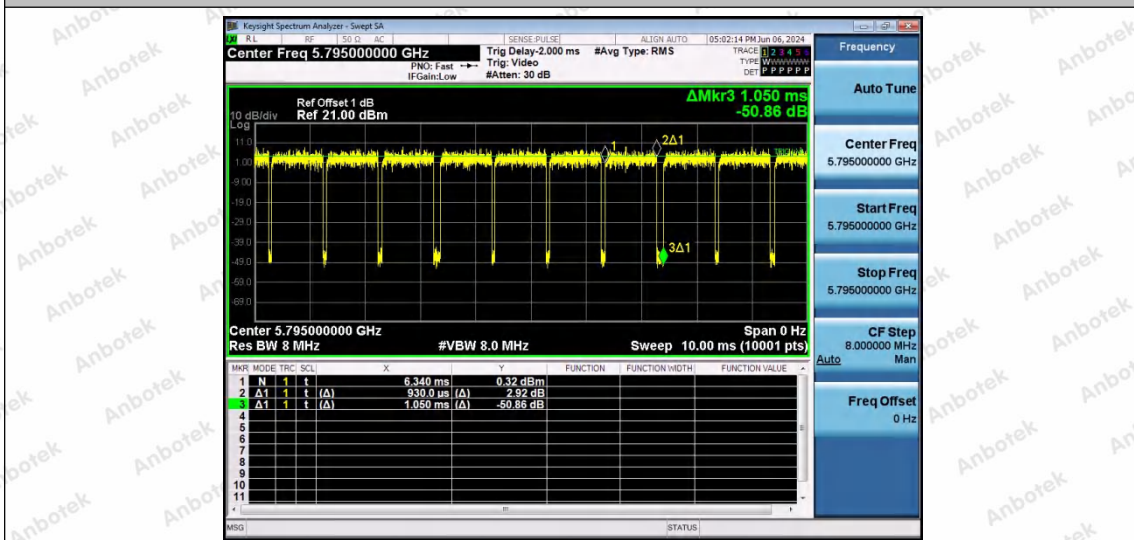 Keysight Spectrum Analyzer - Swept SA
RL RF 50 Ω AC SENSE:PULSE ALIGN AUTO 05:02:14 PM Jun 06, 2024
Center Freq 5.795000000 GHz
PNO: Fast
IFGain:Low
Trig Delay-2.000 ms
Trig: Video
#Atten: 30 dB
#Avg Type: RMS
TRACE 1 2 3 4 5 6
TYPE WWWWWW
DET P P P P P P
Frequency
Auto Tune
Center Freq
5.795000000 GHz
Start Freq
5.795000000 GHz
Stop Freq
5.795000000 GHz
CF Step
8.000000 MHz
Auto Man
Freq Offset
0 Hz
ΔMkr3 1.050 ms
-50.86 dB
Ref Offset 1 dB
10 dB/div Ref 21.00 dBm
Log
11.0
1.00
-9.00
-19.0
-29.0
-39.0
-49.0
-59.0
-69.0
1
2Δ1
3Δ1
Center 5.795000000 GHz Span 0 Hz
Res BW 8 MHz #VBW 8.0 MHz Sweep 10.00 ms (10001 pts)
MKR MODE TRC SCL X Y FUNCTION FUNCTION WIDTH FUNCTION VALUE
1 N 1 t 6.340 ms 0.32 dBm
2 Δ1 1 t (Δ) 930.0 µs (Δ) 2.92 dB
3 Δ1 1 t (Δ) 1.050 ms (Δ) -50.86 dB
4
5
6
7
8
9
10
11
MSG STATUS
Anbotek